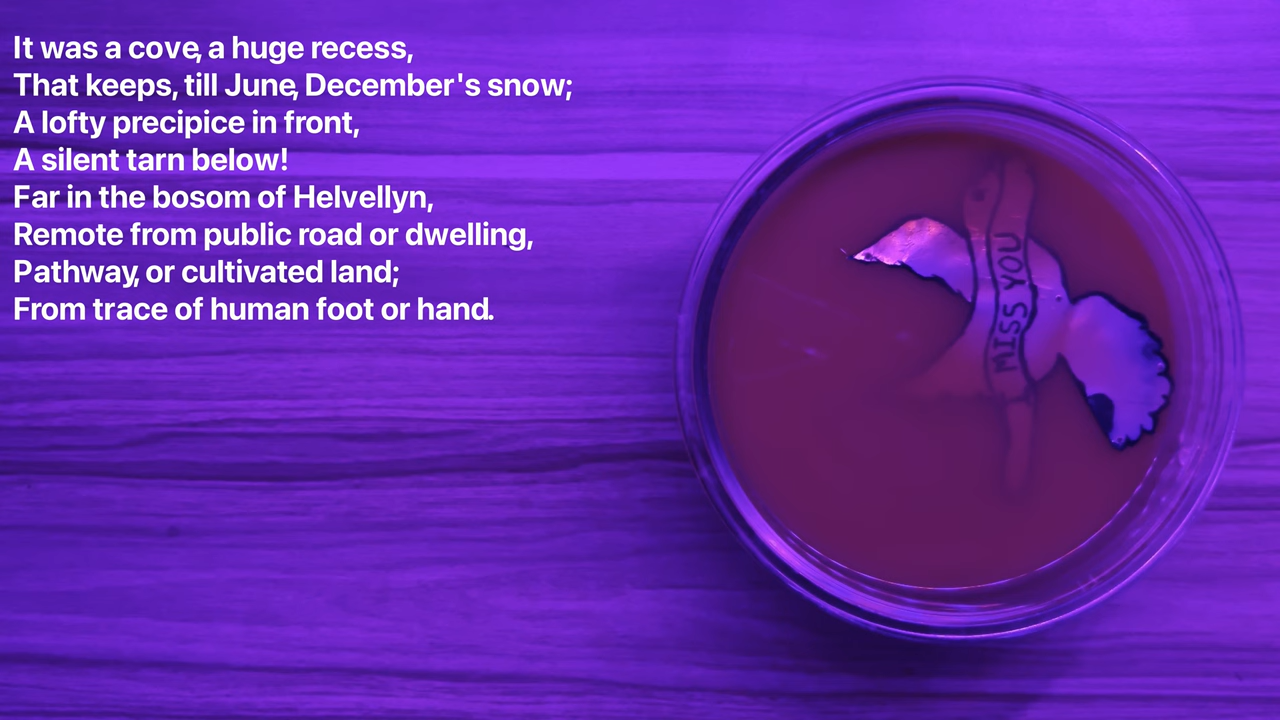 It was a cove, a huge recess,
That keeps, till June, December's snow;
A lofty precipice in front,
A silent tarn below!
Far in the bosom of Helvellyn,
Remote from public road or dwelling,
Pathway, or cultivated land;
From trace of human foot or hand.
MISS YOU